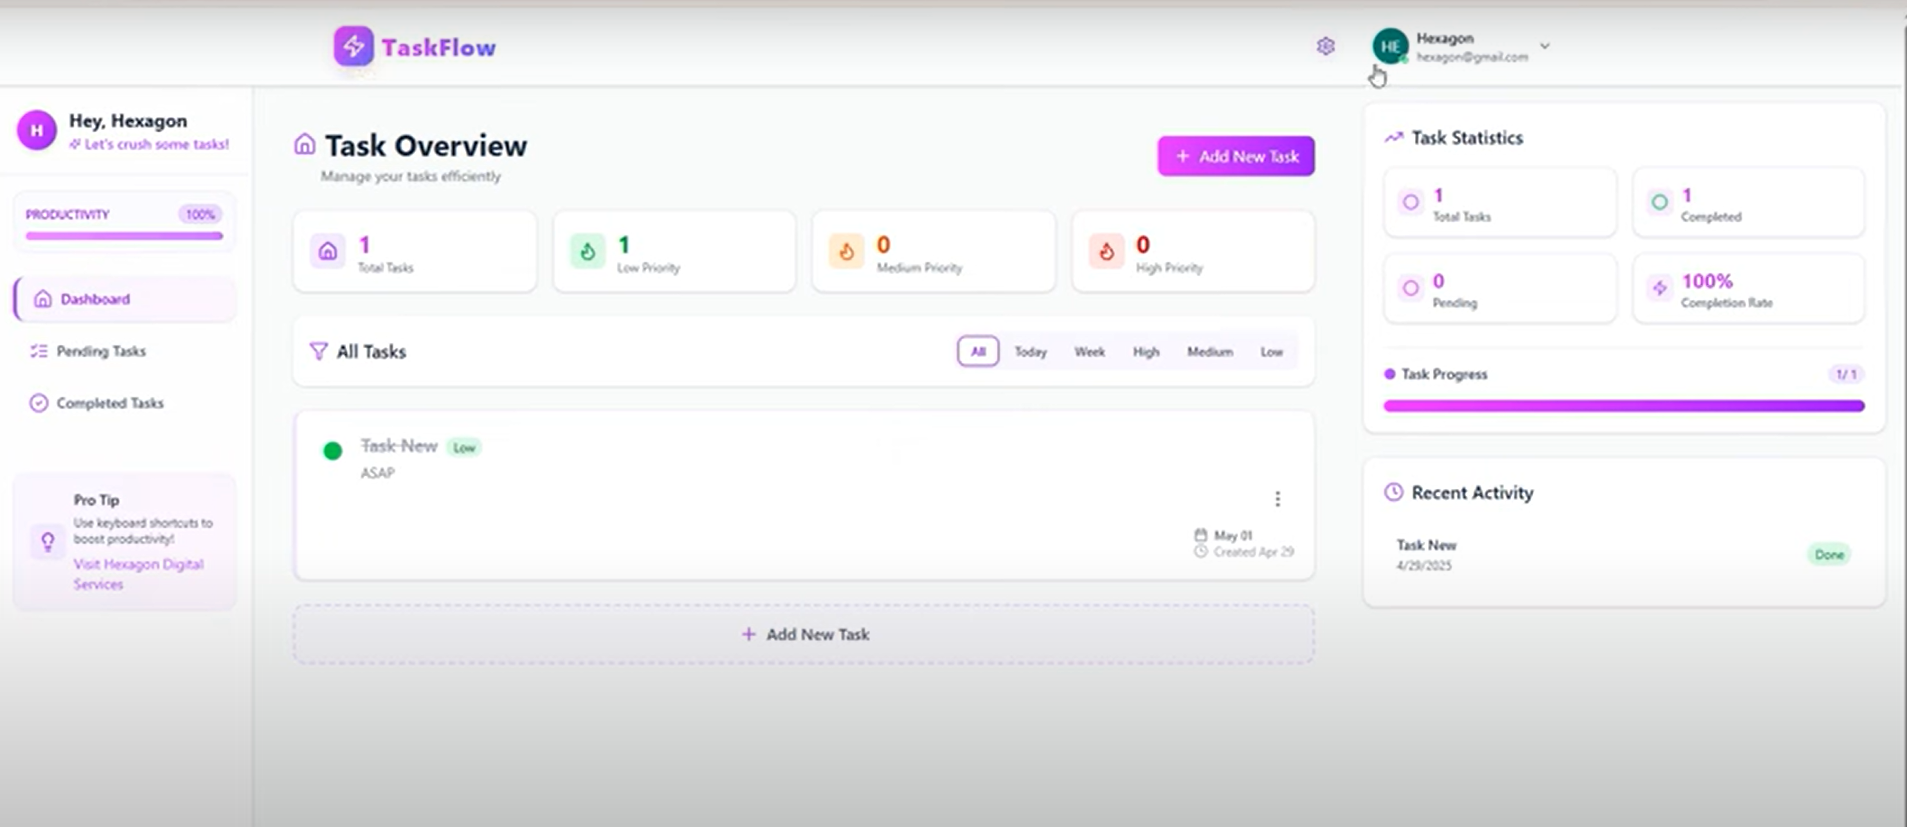 TaskFlow
HE
Hexagon
hexagon@gmail.com
H
Hey, Hexagon
Let's crush some tasks!
PRODUCTIVITY 100%
Dashboard
Pending Tasks
Completed Tasks
Pro Tip
Use keyboard shortcuts to
boost productivity!
Visit Hexagon Digital
Services
Task Overview
Manage your tasks efficiently
+ Add New Task
1
Total Tasks
1
Low Priority
0
Medium Priority
0
High Priority
All Tasks
All Today Week High Medium Low
Task New Low
ASAP
May 01
Created Apr 29
+ Add New Task
Task Statistics
1
Total Tasks
1
Completed
0
Pending
100%
Completion Rate
Task Progress 1/ 1
Recent Activity
Task New
4/29/2025
Done